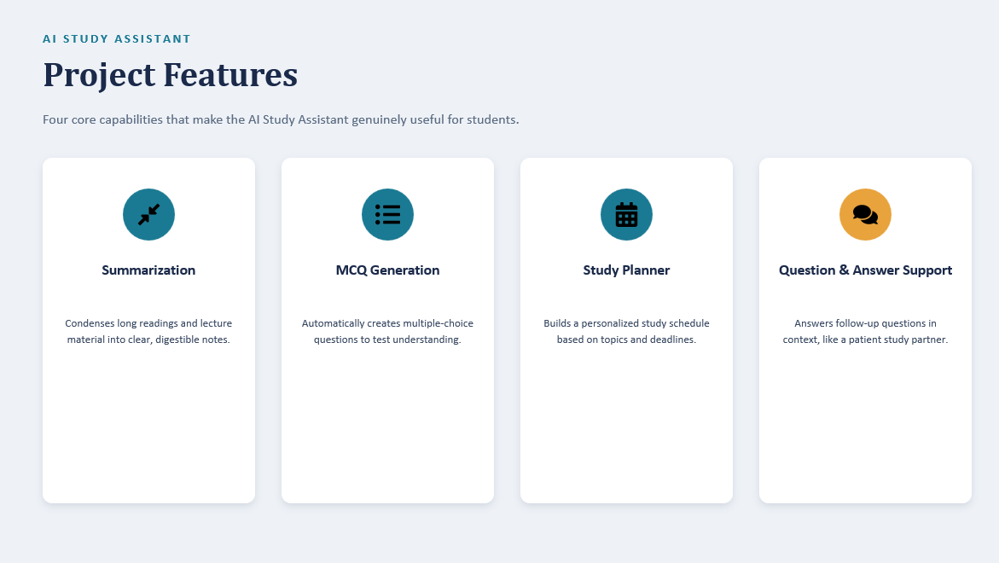 AI STUDY ASSISTANT
Project Features
Four core capabilities that make the AI Study Assistant genuinely useful for students.
Summarization
Condenses long readings and lecture
material into clear, digestible notes.
MCQ Generation
Automatically creates multiple-choice
questions to test understanding.
Study Planner
Builds a personalized study schedule
based on topics and deadlines.
Question & Answer Support
Answers follow-up questions in
context, like a patient study partner.